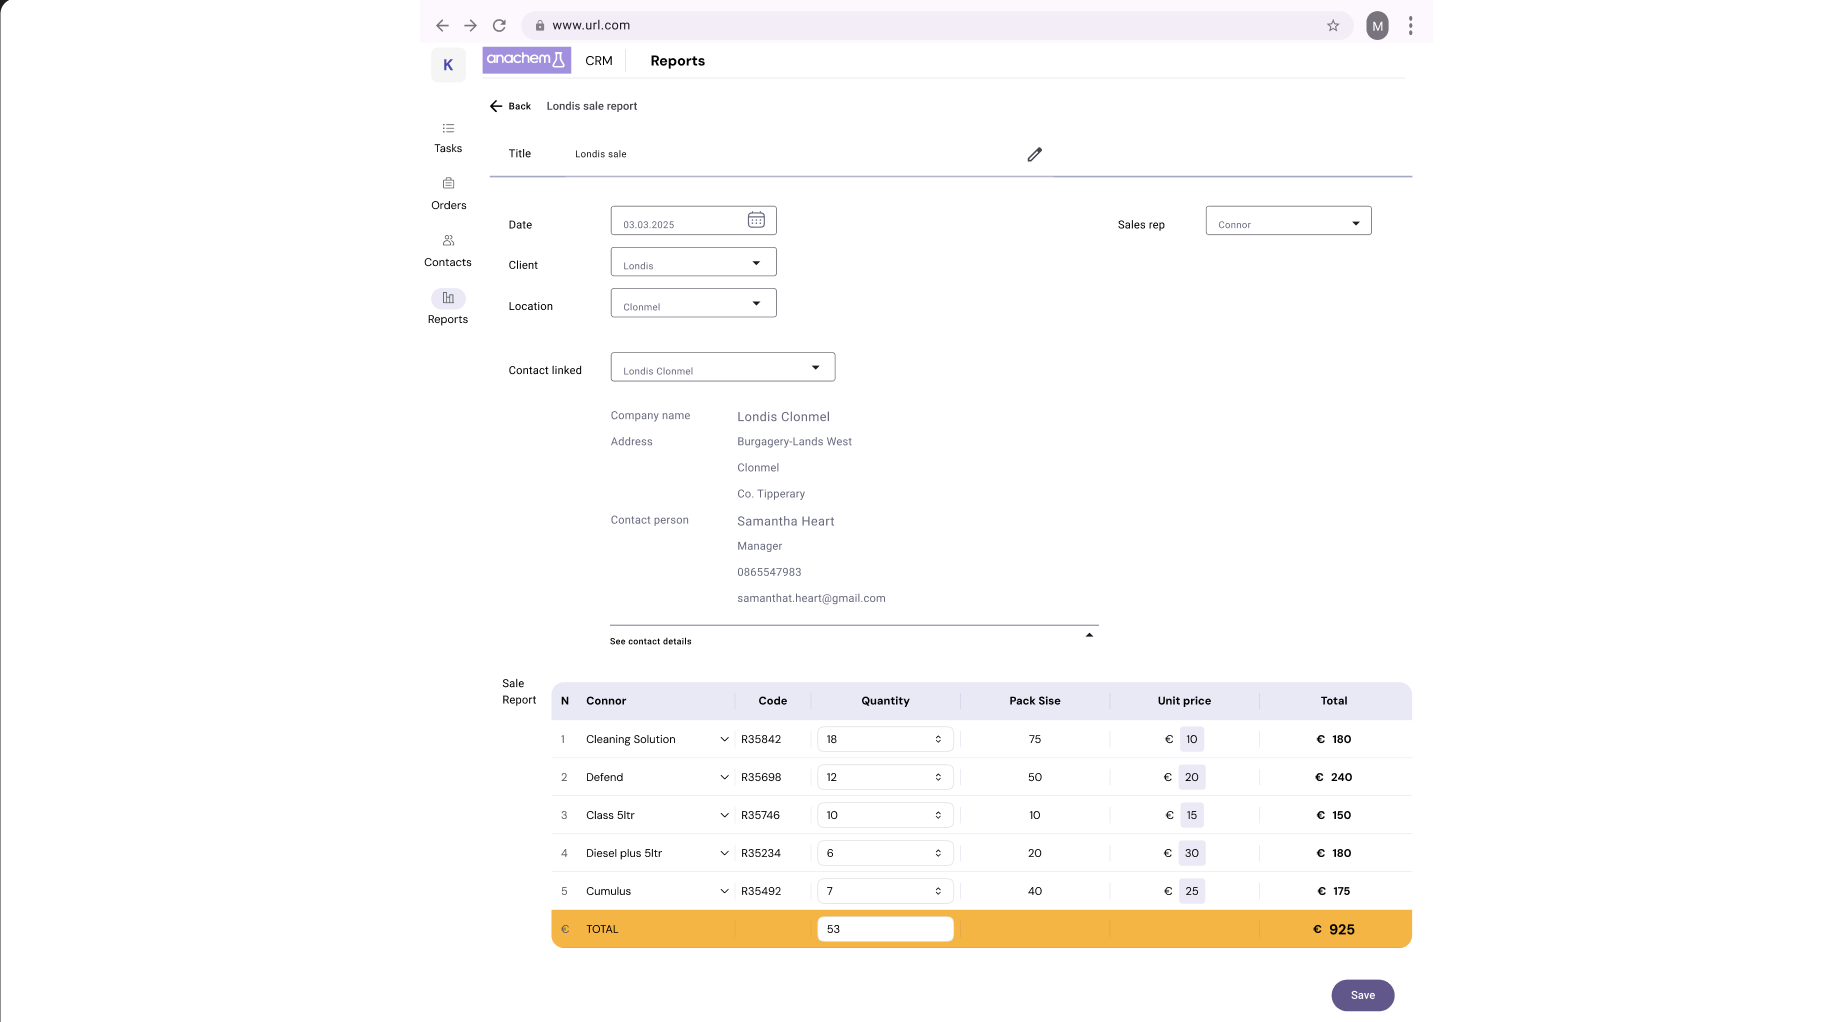 www.url.com
M
K
anachem
CRM
Reports
Back
Londis sale report
Tasks
Orders
Contacts
Reports
Title
Londis sale
Date
03.03.2025
Sales rep
Connor
Client
Londis
Location
Clonmel
Contact linked
Londis Clonmel
Company name
Londis Clonmel
Address
Burgagery-Lands West
Clonmel
Co. Tipperary
Contact person
Samantha Heart
Manager
0865547983
samanthat.heart@gmail.com
See contact details
Sale
Report
N Connor Code Quantity Pack Sise Unit price Total
1 Cleaning Solution R35842 18 75 € 10 € 180
2 Defend R35698 12 50 € 20 € 240
3 Class 5ltr R35746 10 10 € 15 € 150
4 Diesel plus 5ltr R35234 6 20 € 30 € 180
5 Cumulus R35492 7 40 € 25 € 175
€ TOTAL 53 € 925
Save